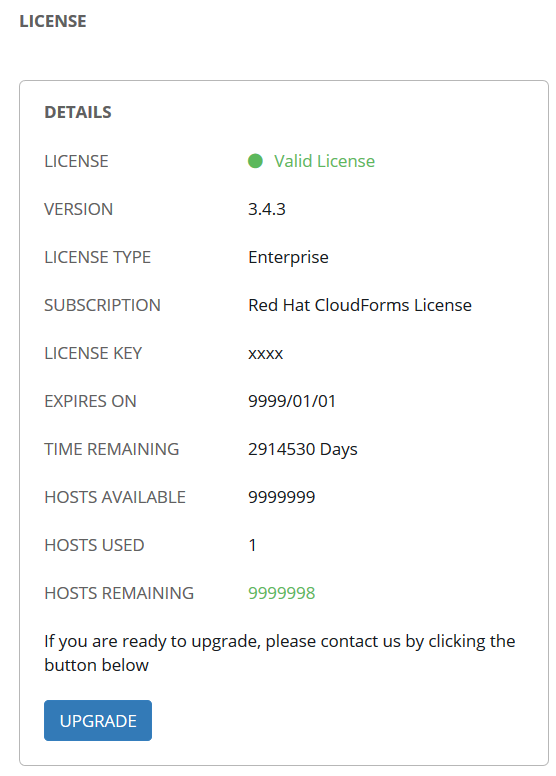 LICENSE
DETAILS
LICENSE Valid License
VERSION 3.4.3
LICENSE TYPE Enterprise
SUBSCRIPTION Red Hat CloudForms License
LICENSE KEY xxxx
EXPIRES ON 9999/01/01
TIME REMAINING 2914530 Days
HOSTS AVAILABLE 9999999
HOSTS USED 1
HOSTS REMAINING 9999998
If you are ready to upgrade, please contact us by clicking the
button below
UPGRADE